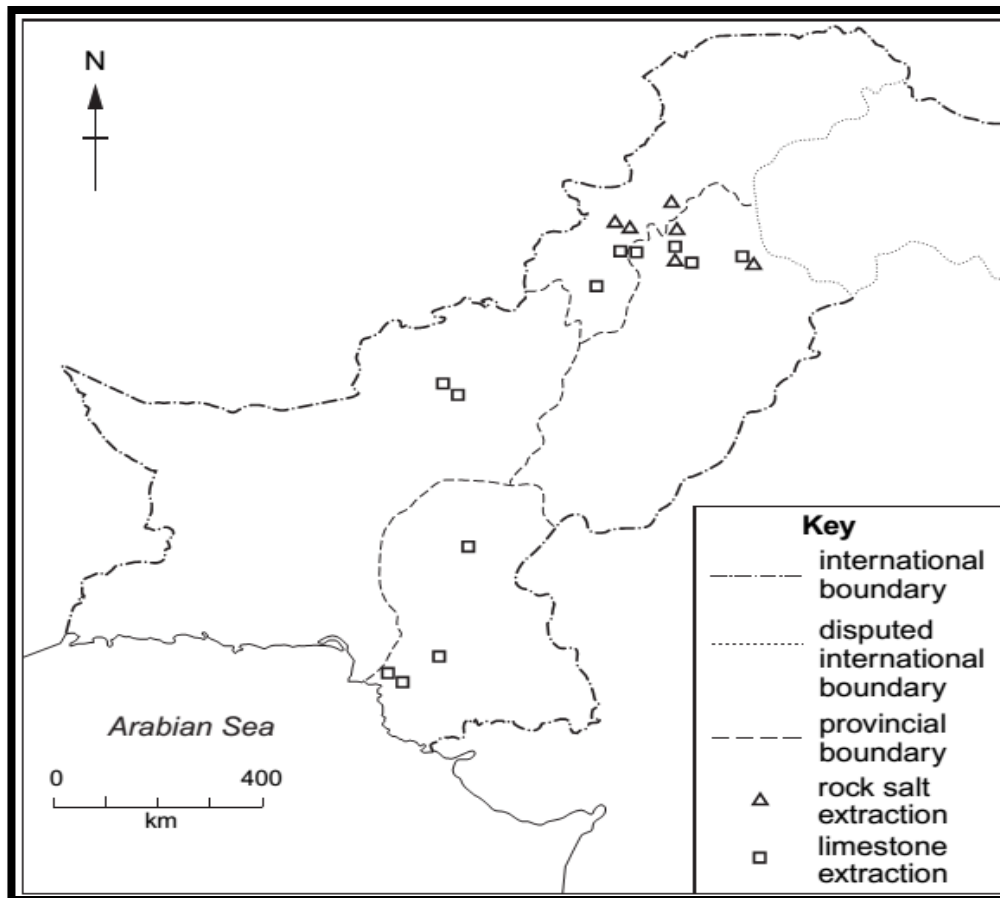 N
Arabian Sea
0 400
km
Key
international
boundary
disputed
international
boundary
provincial
boundary
rock salt
extraction
limestone
extraction